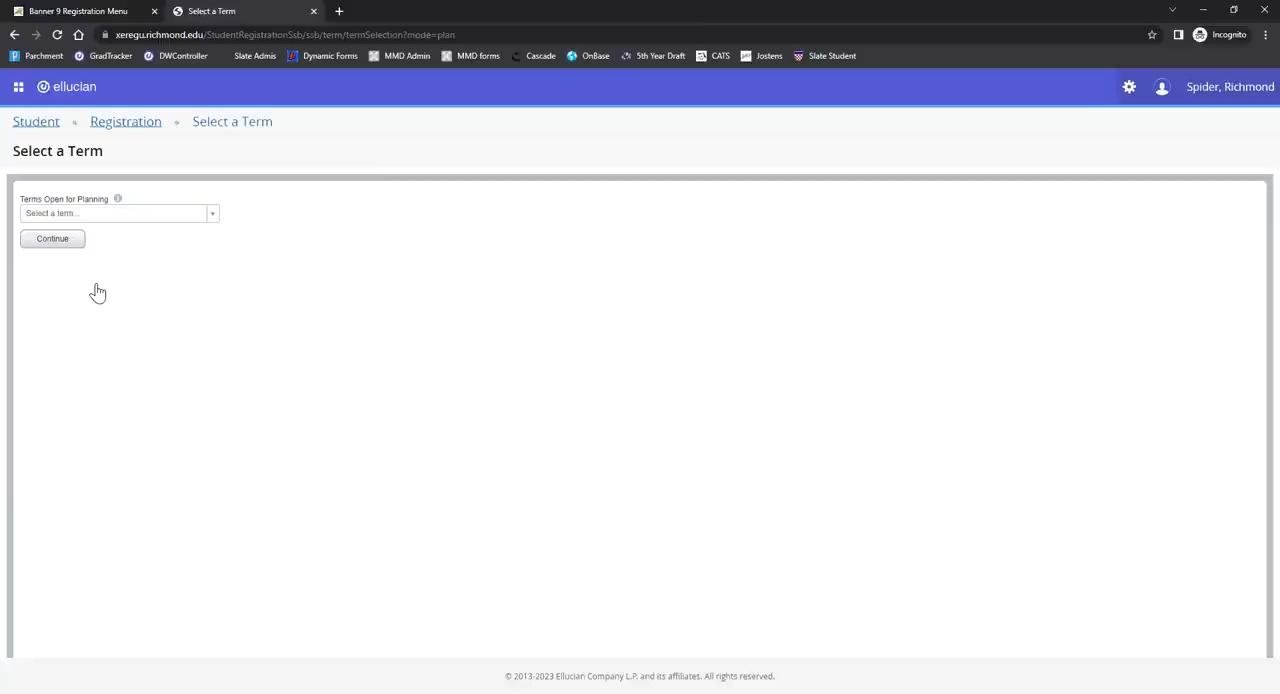 Banner 9 Registration Menu
Select a Term
xeregu.richmond.edu/StudentRegistrationSsb/ssb/term/termSelection?mode=plan
Incognito
Parchment GradTracker DWController Slate Admis Dynamic Forms MMD Admin MMD forms Cascade OnBase 5th Year Draft CATS Jostens Slate Student
ellucian
Spider, Richmond
Student Registration Select a Term
Select a Term
Terms Open for Planning
Select a term...
Continue
© 2013-2023 Ellucian Company L.P. and its affiliates. All rights reserved.